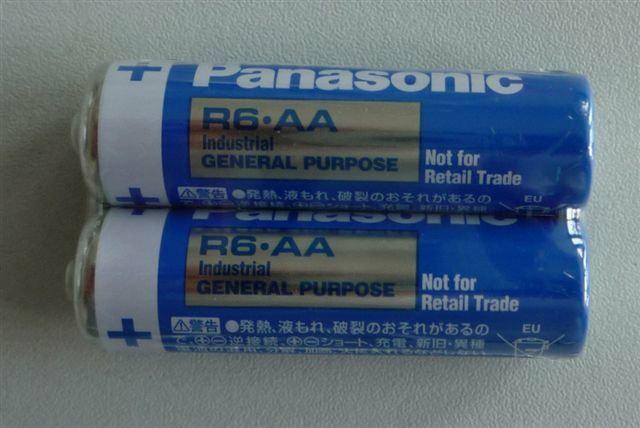 +
Panasonic
R6•AA
Industrial
GENERAL PURPOSE
Not for
Retail Trade
+
⚠警告 ●発熱、液もれ、破裂のおそれがあるの
EU
Panasonic
R6•AA
Industrial
GENERAL PURPOSE
Not for
Retail Trade
+
⚠警告 ●発熱、液もれ、破裂のおそれがあるの
で、⊕⊖逆接続、⊕⊖ショート、充電、新旧・異種
EU